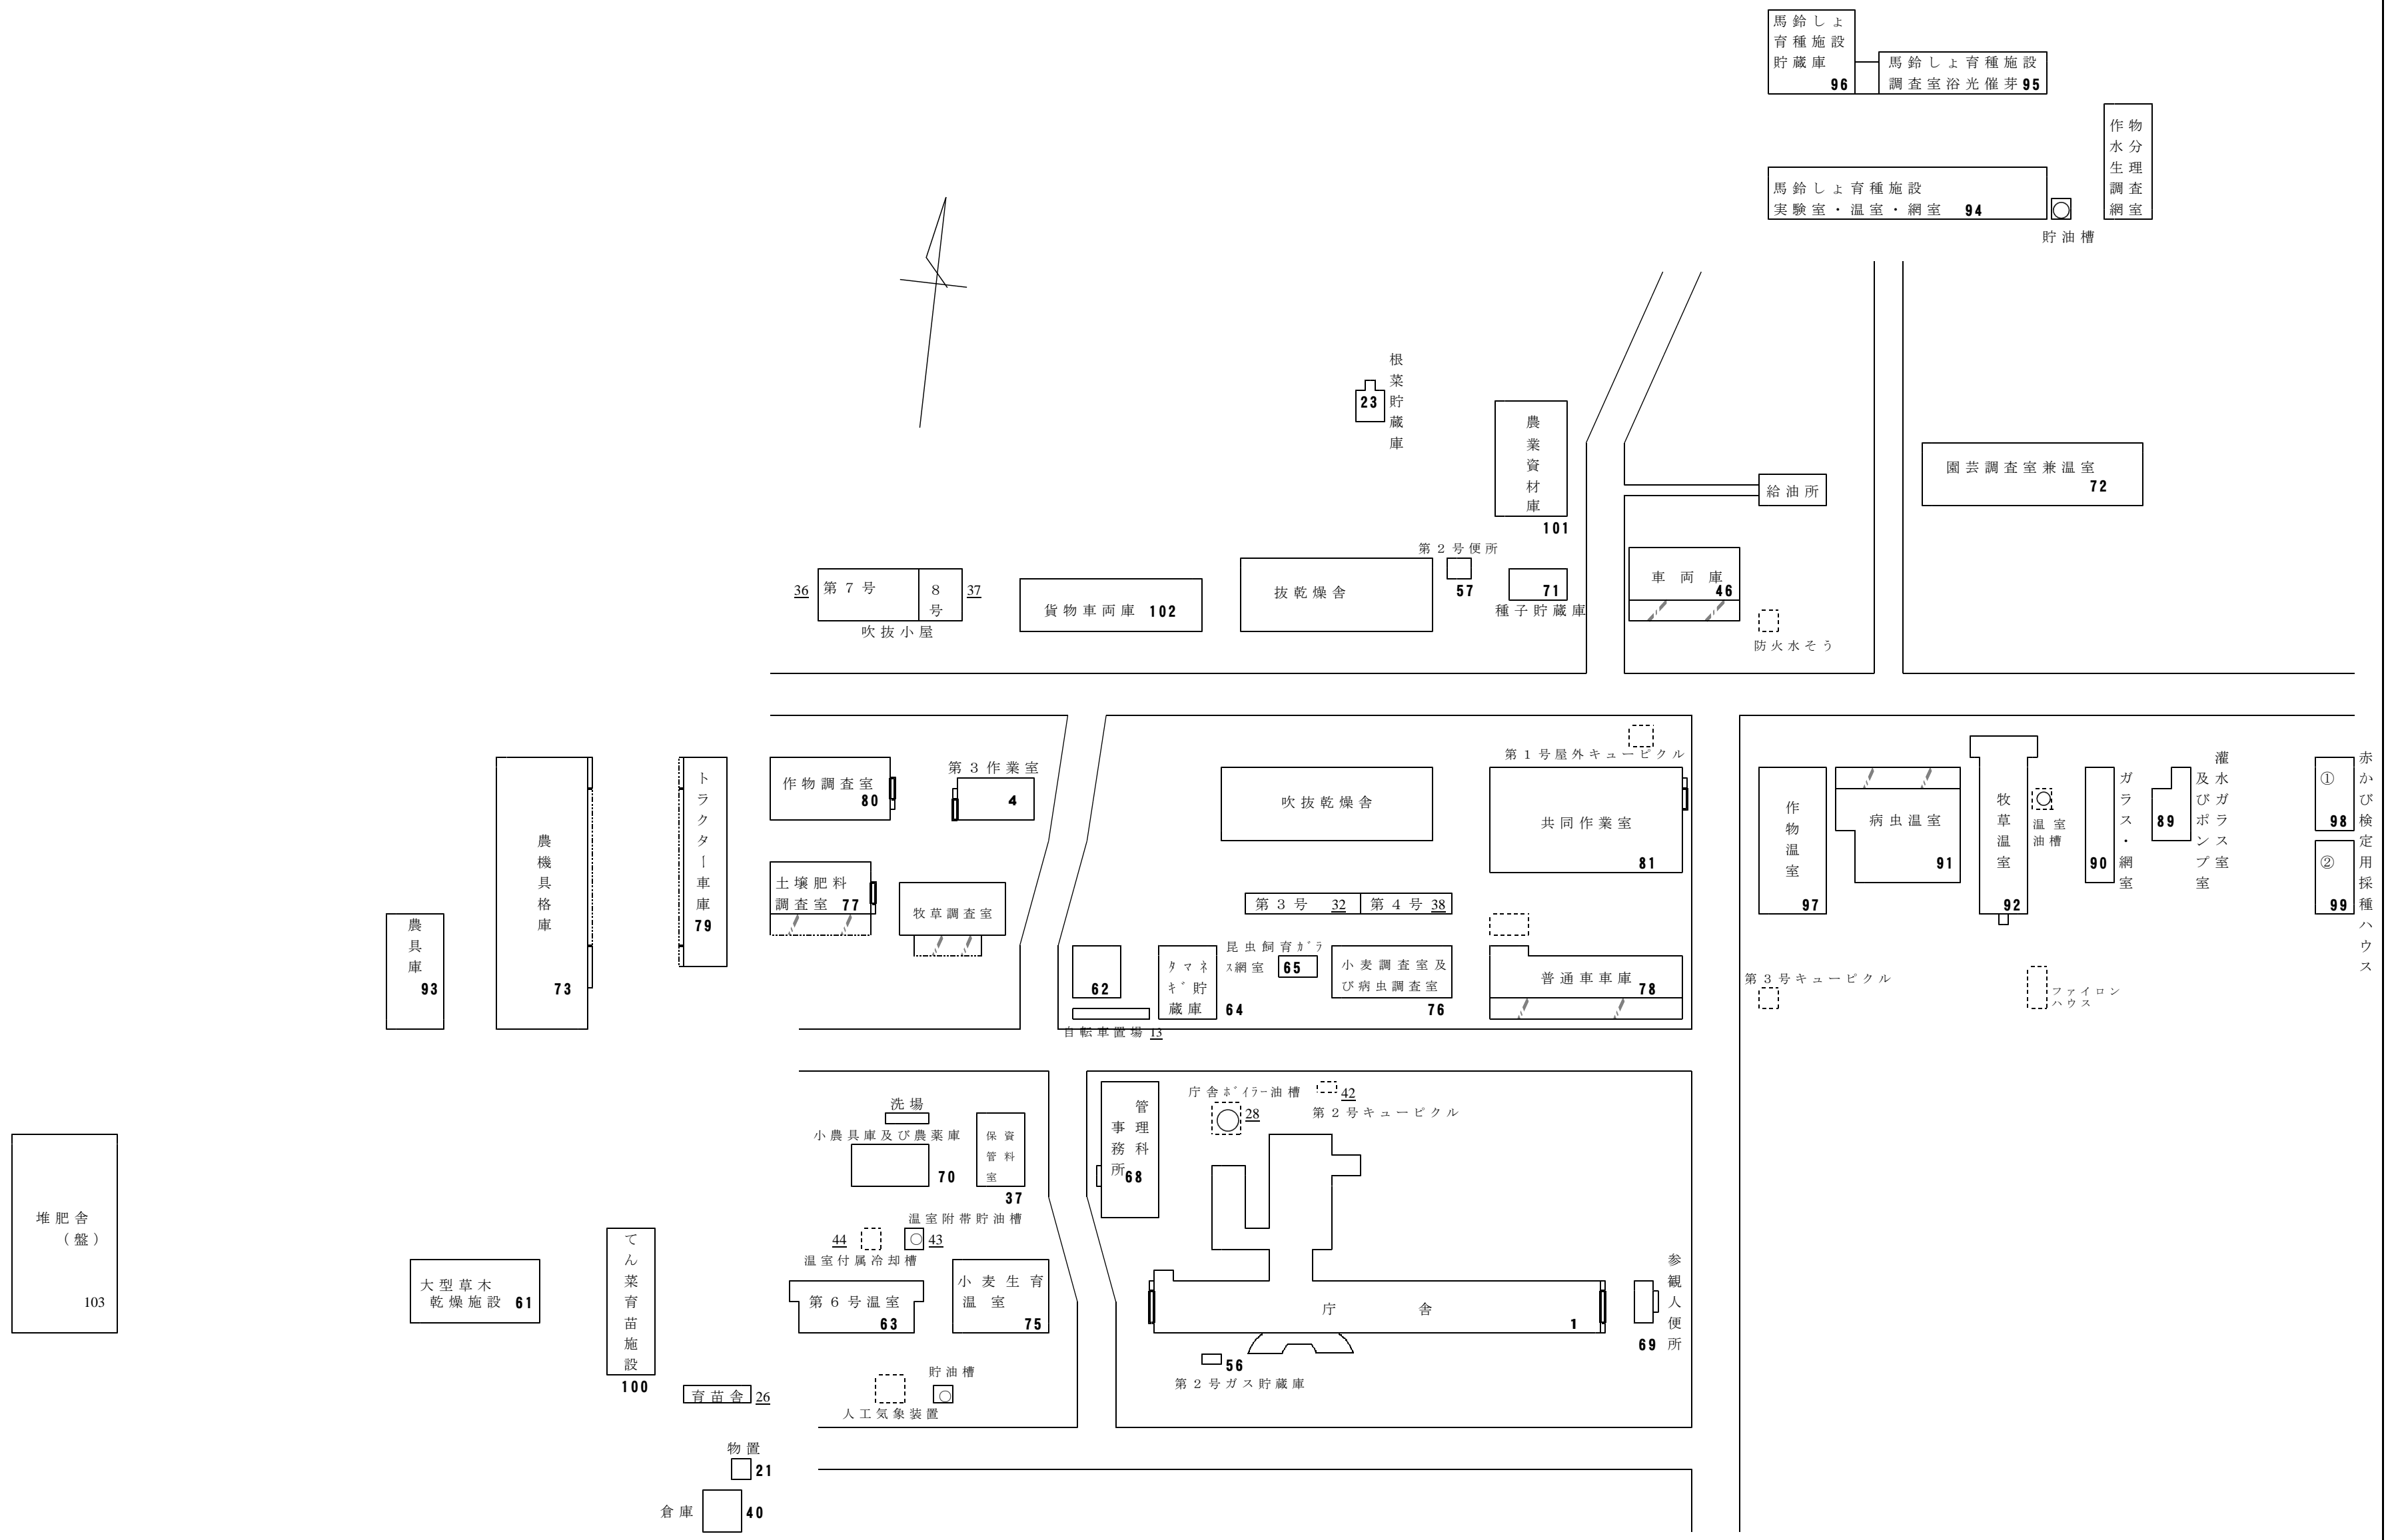 馬鈴しょ
育種施設
貯蔵庫
96
馬鈴しょ育種施設
調査室浴光催芽 95
作物
水分
生理
調査
網室
馬鈴しょ育種施設
実験室・温室・網室 94
貯油槽
根菜貯蔵庫
23
農業資材庫
101
給油所
園芸調査室兼温室
72
第2号便所
57
71
種子貯蔵庫
車両庫
46
防火水そう
36
第7号
8号
37
吹抜小屋
貨物車両庫 102
抜乾燥舎
第1号屋外キュービクル
農機具格庫
73
トラクター車庫
79
作物調査室
80
第3作業室
4
吹抜乾燥舎
共同作業室
81
作物温室
97
病虫温室
91
牧草温室
92
温室
油槽
ガラス・網室
90
灌水ガラス室
及びポンプ室
89
①
98
②
99
赤かび検定用採種ハウス
農具庫
93
土壌肥料
調査室 77
牧草調査室
第3号 32
第4号 38
62
自転車置場 13
タマネ
ギ貯
蔵庫
64
昆虫飼育ガラ
ス網室
65
小麦調査室及
び病虫調査室
76
普通車車庫 78
第3号キュービクル
ファイロン
ハウス
洗場
小農具庫及び農薬庫
70
保資
管料
室
37
管理科
事務所
68
庁舎ボイラー油槽
28
42
第2号キュービクル
堆肥舎
(盤)
103
大型草木
乾燥施設 61
てん菜育苗施設
100
温室附帯貯油槽
44
43
温室付属冷却槽
第6号温室
63
小麦生育
温室
75
庁舎
1
参観人便所
69
56
第2号ガス貯蔵庫
育苗舎 26
貯油槽
人工気象装置
物置
21
倉庫
40